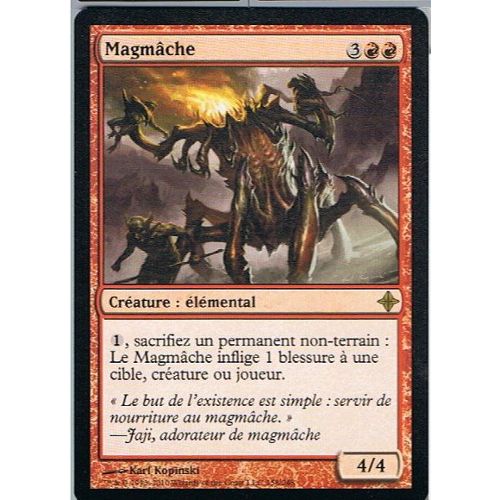 Magmâche 3
Créature : élémental
1, sacrifiez un permanent non-terrain :
Le Magmâche inflige 1 blessure à une
cible, créature ou joueur.
« Le but de l'existence est simple : servir de
nourriture au magmâche. »
—Jaji, adorateur de magmâche
Karl Kopinski
4/4